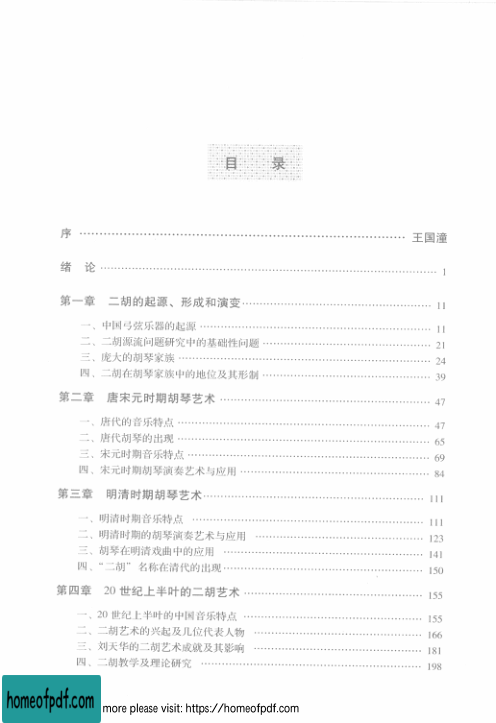 目 录
序 ………………………………………………………… 王国潼
绪 论 ………………………………………………………… 1
第一章 二胡的起源、形成和演变 ………………………………… 11
一、中国弓弦乐器的起源 ………………………………… 11
二、二胡源流问题研究中的基础性问题 ………………………………… 21
三、庞大的胡琴家族 ………………………………… 24
四、二胡在胡琴家族中的地位及其形制 ………………………………… 39
第二章 唐宋元时期胡琴艺术 ………………………………… 47
一、唐代的音乐特点 ………………………………… 47
二、唐代胡琴的出现 ………………………………… 65
三、宋元时期音乐特点 ………………………………… 69
四、宋元时期胡琴演奏艺术与应用 ………………………………… 84
第三章 明清时期胡琴艺术 ………………………………… 111
一、明清时期音乐特点 ………………………………… 111
二、明清时期的胡琴演奏艺术与应用 ………………………………… 123
三、胡琴在明清戏曲中的应用 ………………………………… 141
四、“二胡”名称在清代的出现 ………………………………… 150
第四章 20世纪上半叶的二胡艺术 ………………………………… 155
一、20世纪上半叶的中国音乐特点 ………………………………… 155
二、二胡艺术的兴起及几位代表人物 ………………………………… 166
三、刘天华的二胡艺术成就及其影响 ………………………………… 181
四、二胡教学及理论研究 ………………………………… 198
homeofpdf.com more please visit: https://homeofpdf.com